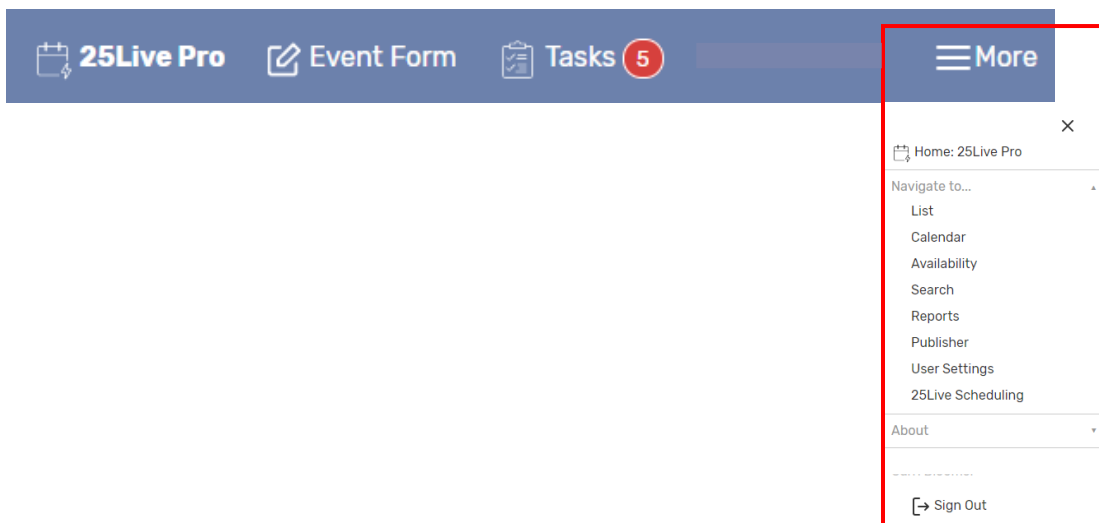 25Live Pro Event Form Tasks 5 More
Home: 25Live Pro
Navigate to...
List
Calendar
Availability
Search
Reports
Publisher
User Settings
25Live Scheduling
About
Sign Out